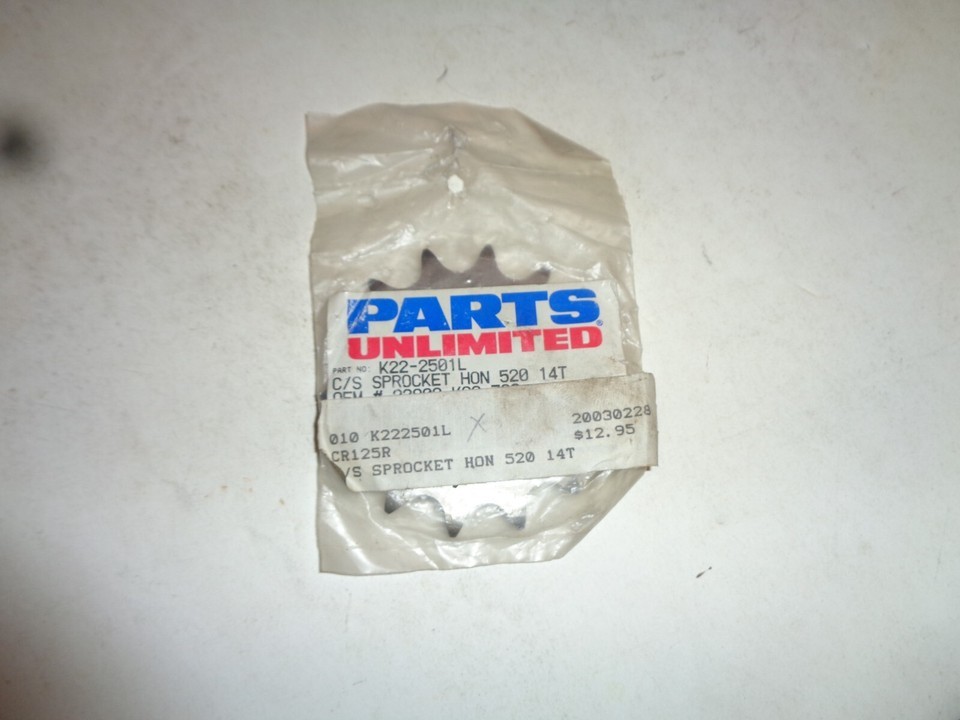 PARTS
UNLIMITED
PART NO: K22-2501L
C/S SPROCKET HON 520 14T
OEM #
010 K222501L X 20030228
CR125R $12.95
/S SPROCKET HON 520 14T